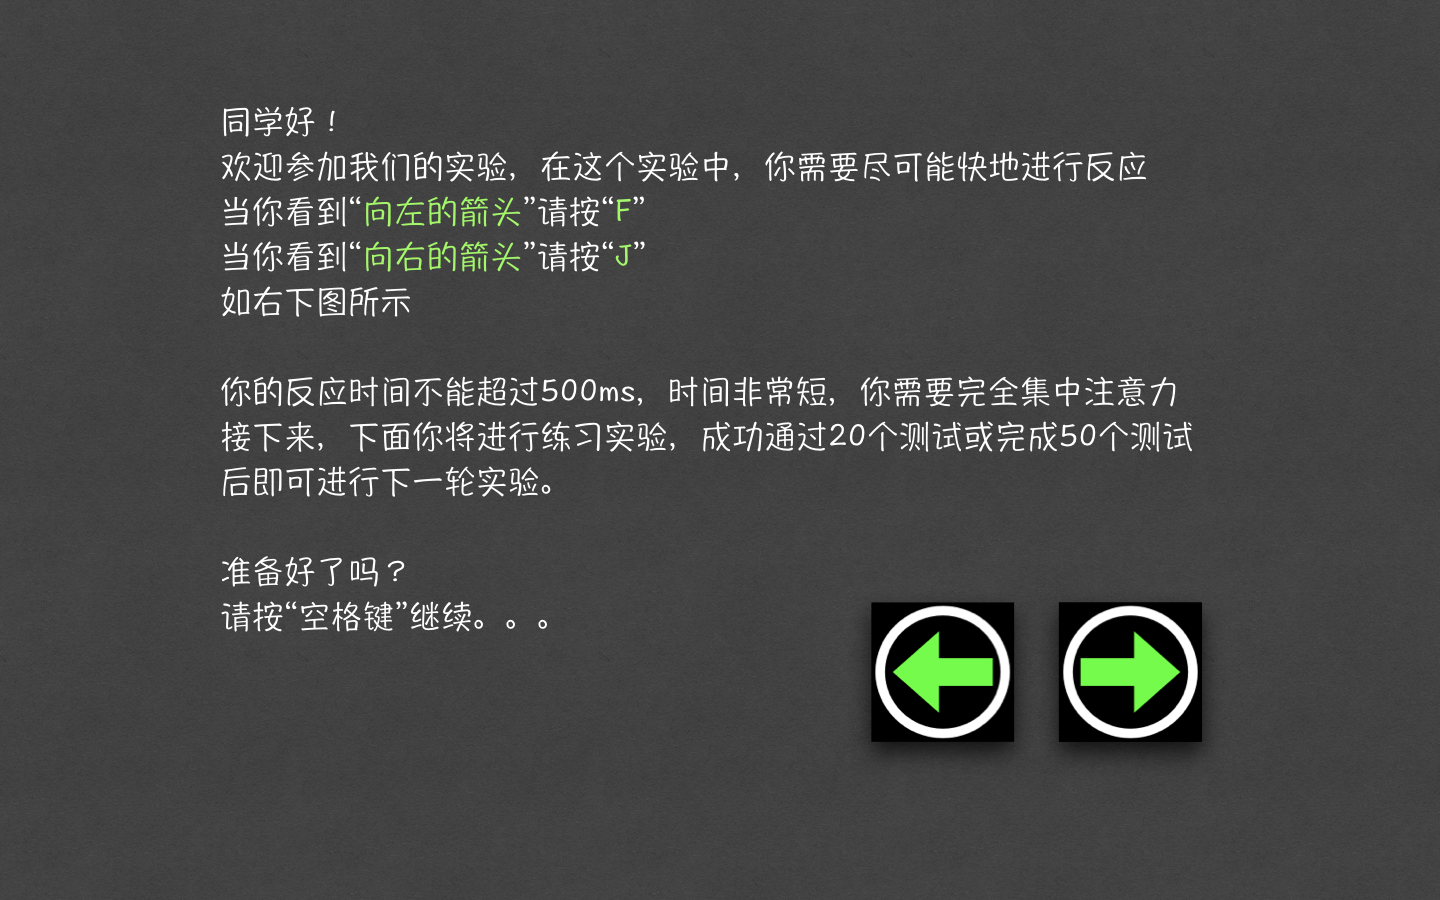 同学好！
欢迎参加我们的实验，在这个实验中，你需要尽可能快地进行反应
当你看到“向左的箭头”请按“F”
当你看到“向右的箭头”请按“J”
如右下图所示
你的反应时间不能超过500ms，时间非常短，你需要完全集中注意力
接下来，下面你将进行练习实验，成功通过20个测试或完成50个测试
后即可进行下一轮实验。
准备好了吗？
请按“空格键”继续。。。